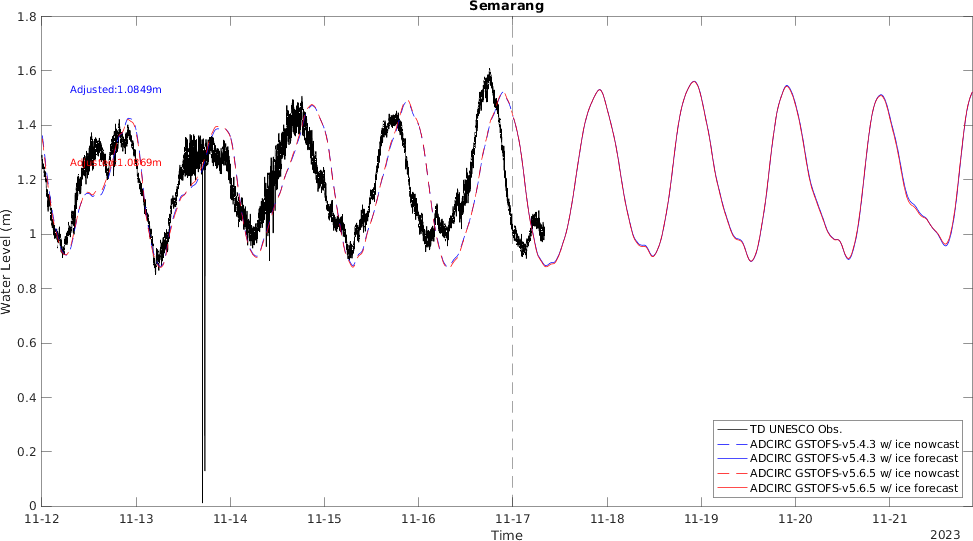 Semarang
1.8
1.6
1.4
1.2
1
0.8
0.6
0.4
0.2
0
Water Level (m)
Adjusted:1.0849m
Adjusted:1.0869m
TD UNESCO Obs.
ADCIRC GSTOFS-v5.4.3 w/ ice nowcast
ADCIRC GSTOFS-v5.4.3 w/ ice forecast
ADCIRC GSTOFS-v5.6.5 w/ ice nowcast
ADCIRC GSTOFS-v5.6.5 w/ ice forecast
11-12 11-13 11-14 11-15 11-16 11-17 11-18 11-19 11-20 11-21
Time
2023